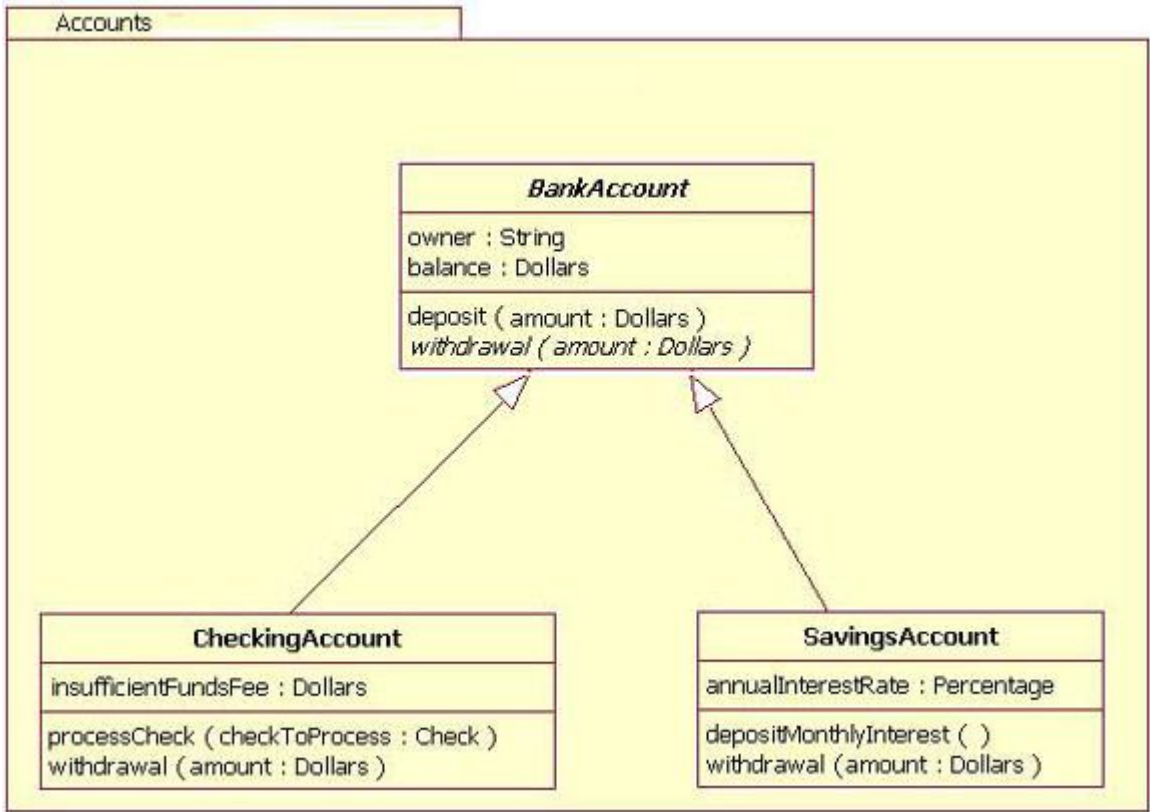 Accounts
BankAccount
owner : String
balance : Dollars
deposit ( amount : Dollars )
withdrawal ( amount : Dollars )
CheckingAccount
insufficientFundsFee : Dollars
processCheck ( checkToProcess : Check )
withdrawal ( amount : Dollars )
SavingsAccount
annualInterestRate : Percentage
depositMonthlyInterest ( )
withdrawal ( amount : Dollars )